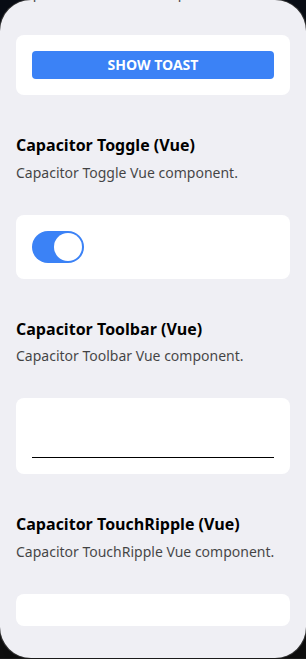 SHOW TOAST
Capacitor Toggle (Vue)
Capacitor Toggle Vue component.
Capacitor Toolbar (Vue)
Capacitor Toolbar Vue component.
Capacitor TouchRipple (Vue)
Capacitor TouchRipple Vue component.